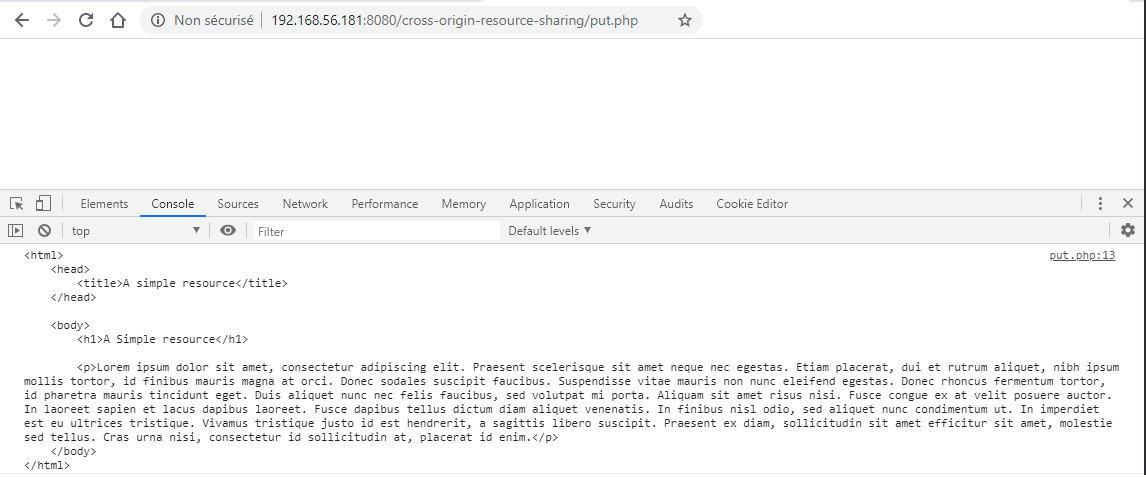 Non sécurisé | 192.168.56.181:8080/cross-origin-resource-sharing/put.php
Elements Console Sources Network Performance Memory Application Security Audits Cookie Editor
top Filter Default levels
<html> put.php:13
<head>
<title>A simple resource</title>
</head>
<body>
<h1>A Simple resource</h1>
<p>Lorem ipsum dolor sit amet, consectetur adipiscing elit. Praesent scelerisque sit amet neque nec egestas. Etiam placerat, dui et rutrum aliquet, nibh ipsum
mollis tortor, id finibus mauris magna at orci. Donec sodales suscipit faucibus. Suspendisse vitae mauris non nunc eleifend egestas. Donec rhoncus fermentum tortor,
id pharetra mauris tincidunt eget. Duis aliquet nunc nec felis faucibus, sed volutpat mi porta. Aliquam sit amet risus nisi. Fusce congue ex at velit posuere auctor.
In laoreet sapien et lacus dapibus laoreet. Fusce dapibus tellus dictum diam aliquet venenatis. In finibus nisl odio, sed aliquet nunc condimentum ut. In imperdiet
est eu ultrices tristique. Vivamus tristique justo id est hendrerit, a sagittis libero suscipit. Praesent ex diam, sollicitudin sit amet efficitur sit amet, molestie
sed tellus. Cras urna nisi, consectetur id sollicitudin at, placerat id enim.</p>
</body>
</html>